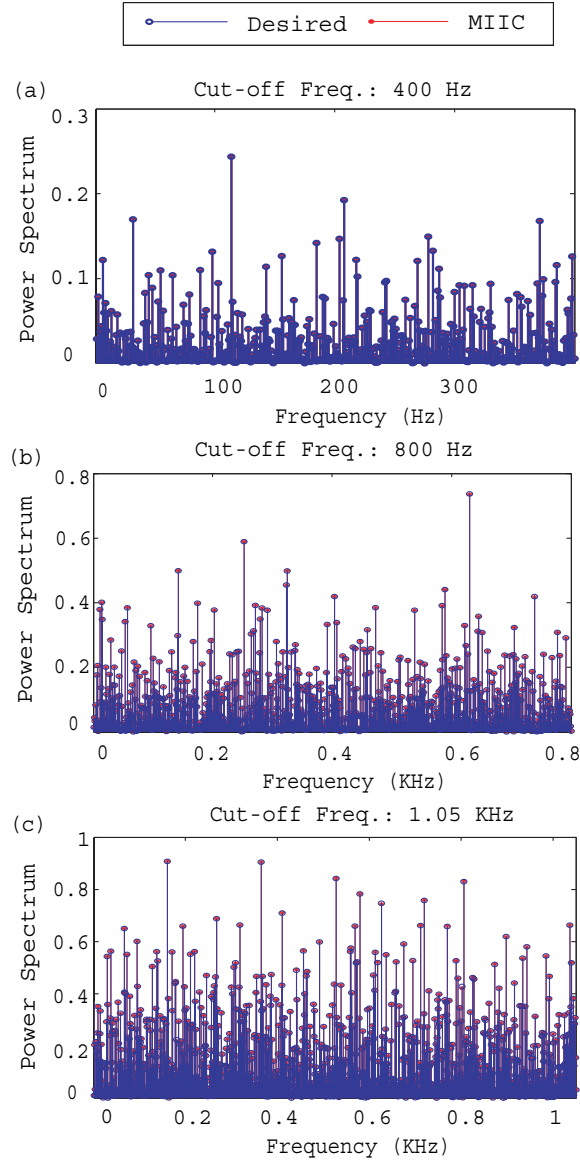 Desired MIIC
(a) Cut-off Freq.: 400 Hz
0.3
0.2
0.1
0
Power Spectrum
0 100 200 300
Frequency (Hz)
(b) Cut-off Freq.: 800 Hz
0.8
0.6
0.4
0.2
0
Power Spectrum
0 0.2 0.4 0.6 0.8
Frequency (KHz)
(c) Cut-off Freq.: 1.05 KHz
1
0.8
0.6
0.4
0.2
0
Power Spectrum
0 0.2 0.4 0.6 0.8 1
Frequency (KHz)